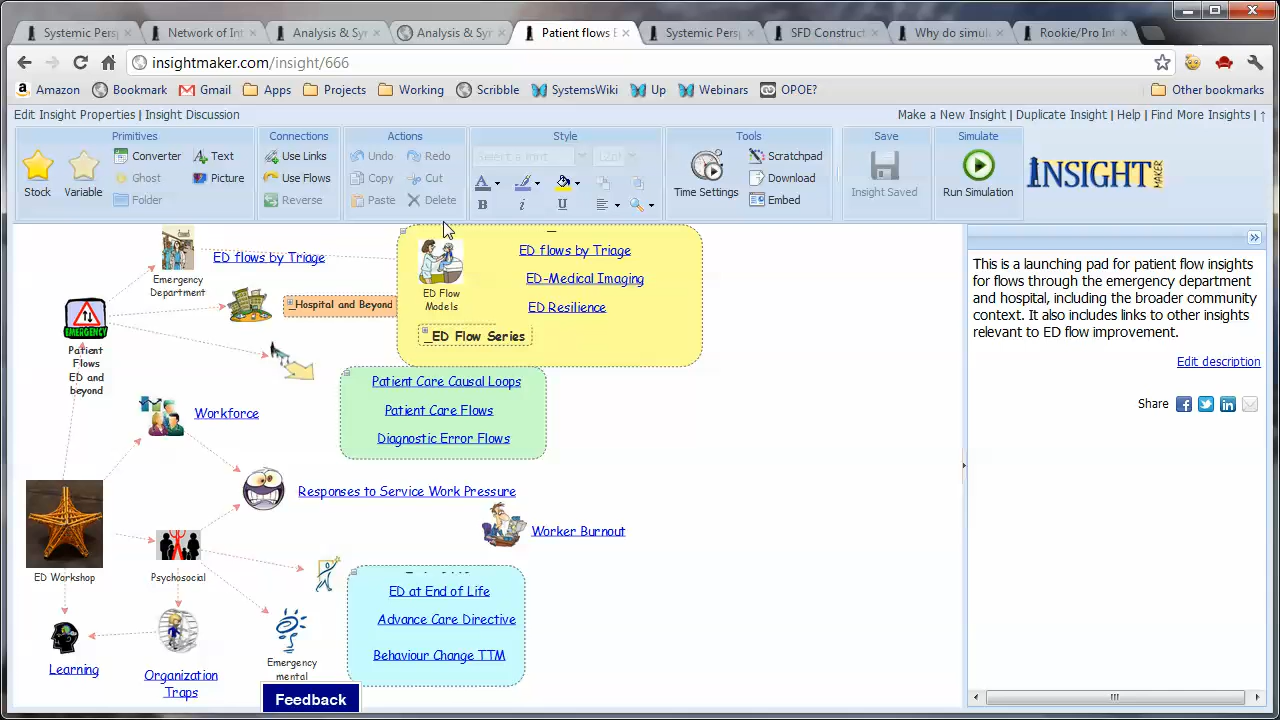 Systemic Persp
Network of Int
Analysis & Syn
Analysis & Syn
Patient flows E
Systemic Persp
SFD Construct
Why do simul
Rookie/Pro Int
insightmaker.com/insight/666
Amazon
Bookmark
Gmail
Apps
Projects
Working
Scribble
SystemsWiki
Up
Webinars
OPOE?
Other bookmarks
Edit Insight Properties | Insight Discussion
Make a New Insight | Duplicate Insight | Help | Find More Insights | ↑
Primitives
Connections
Actions
Style
Tools
Save
Simulate
Stock
Variable
Converter
Ghost
Folder
Text
Picture
Use Links
Use Flows
Reverse
Undo
Redo
Copy
Cut
Paste
Delete
Select a Font
A
B
i
U
Time Settings
Scratchpad
Download
Embed
Insight Saved
Run Simulation
INSIGHT
MAKER
Emergency
Department
ED flows by Triage
_Hospital and Beyond
EMERGENCY
Patient
Flows
ED and
beyond
ED Flow
Models
ED flows by Triage
ED-Medical Imaging
ED Resilience
_ED Flow Series
Patient Care Causal Loops
Patient Care Flows
Diagnostic Error Flows
Workforce
Responses to Service Work Pressure
Worker Burnout
ED Workshop
Psychosocial
Learning
Organization
Traps
Emergency
mental
ED at End of Life
Advance Care Directive
Behaviour Change TTM
Feedback
This is a launching pad for patient flow insights
for flows through the emergency department
and hospital, including the broader community
context. It also includes links to other insights
relevant to ED flow improvement.
Edit description
Share